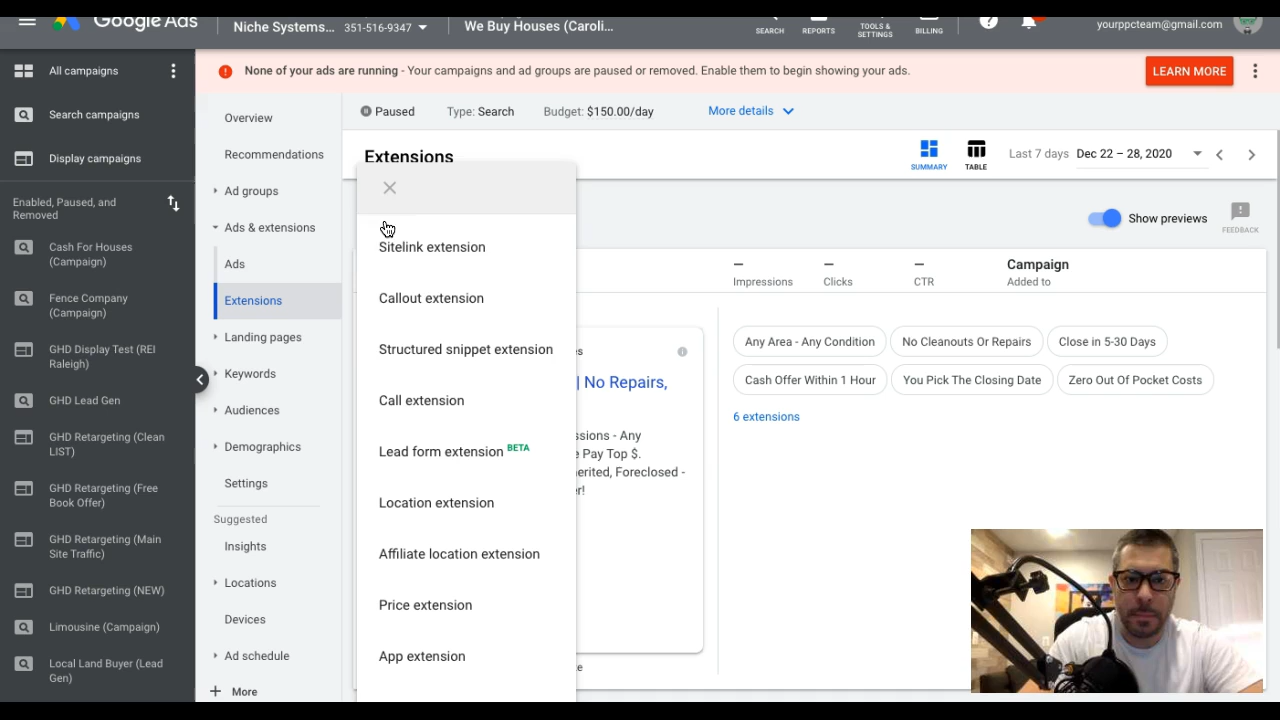 Google Ads
Niche Systems... 351-516-9347
We Buy Houses (Caroli...
SEARCH
REPORTS
TOOLS &
SETTINGS
BILLING
yourppcteam@gmail.com
None of your ads are running - Your campaigns and ad groups are paused or removed. Enable them to begin showing your ads.
LEARN MORE
All campaigns
Search campaigns
Display campaigns
Enabled, Paused, and
Removed
Cash For Houses
(Campaign)
Fence Company
(Campaign)
GHD Display Test (REI
Raleigh)
GHD Lead Gen
GHD Retargeting (Clean
LIST)
GHD Retargeting (Free
Book Offer)
GHD Retargeting (Main
Site Traffic)
GHD Retargeting (NEW)
Limousine (Campaign)
Local Land Buyer (Lead
Gen)
Overview
Recommendations
Ad groups
Ads & extensions
Ads
Extensions
Landing pages
Keywords
Audiences
Demographics
Settings
Suggested
Insights
Locations
Devices
Ad schedule
More
Paused
Type: Search
Budget: $150.00/day
More details
Extensions
SUMMARY
TABLE
Last 7 days Dec 22 – 28, 2020
Show previews
FEEDBACK
Sitelink extension
Callout extension
Structured snippet extension
Call extension
Lead form extension BETA
Location extension
Affiliate location extension
Price extension
App extension
–
Impressions
–
Clicks
–
CTR
Campaign
Added to
es
| No Repairs,
ssions - Any
e Pay Top $.
erited, Foreclosed -
er!
te
Any Area - Any Condition
No Cleanouts Or Repairs
Close in 5-30 Days
Cash Offer Within 1 Hour
You Pick The Closing Date
Zero Out Of Pocket Costs
6 extensions